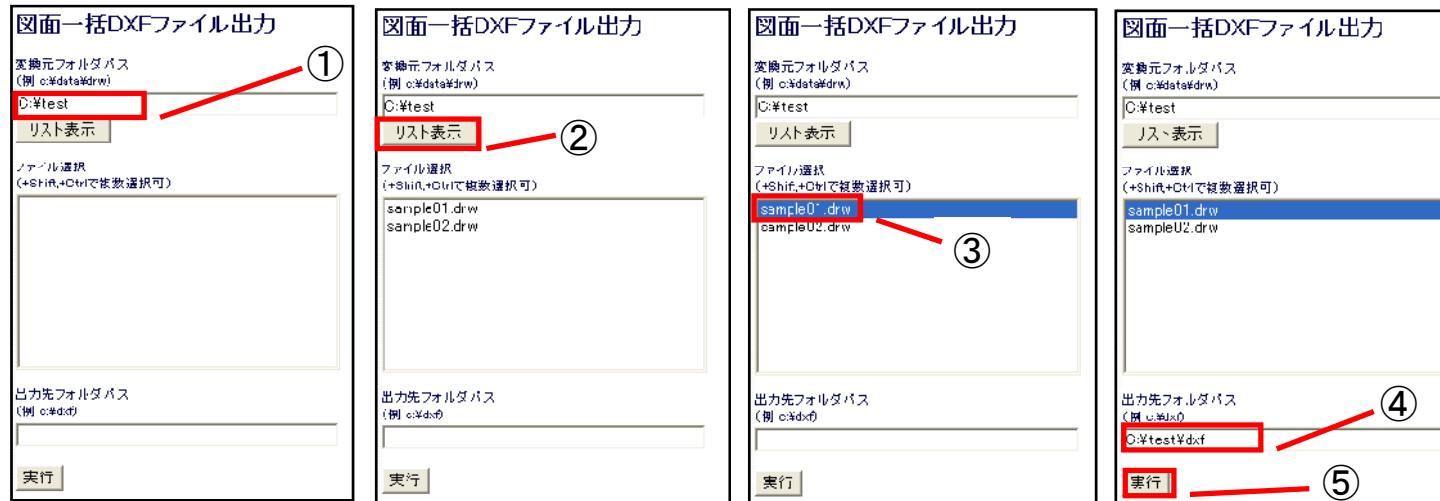 図面一括DXFファイル出力
変換元フォルダパス
(例 c:¥data¥drw)
C:¥test
リスト表示
ファイル選択
(+Shift,+Ctrlで複数選択可)
出力先フォルダパス
(例 c:¥dxf)
実行
①
図面一括DXFファイル出力
変換元フォルダパス
(例 c:¥data¥drw)
C:¥test
リスト表示
②
ファイル選択
(+Shift,+Ctrlで複数選択可)
sample01.drw
sample02.drw
出力先フォルダパス
(例 c:¥dxf)
実行
図面一括DXFファイル出力
変換元フォルダパス
(例 c:¥data¥drw)
C:¥test
リスト表示
ファイル選択
(+Shift,+Ctrlで複数選択可)
sample01.drw
sample02.drw
③
出力先フォルダパス
(例 c:¥dxf)
実行
図面一括DXFファイル出力
変換元フォルダパス
(例 c:¥data¥drw)
C:¥test
リスト表示
ファイル選択
(+Shift,+Ctrlで複数選択可)
sample01.drw
sample02.drw
出力先フォルダパス
(例 c:¥dxf)
④
C:¥test¥dxf
実行
⑤